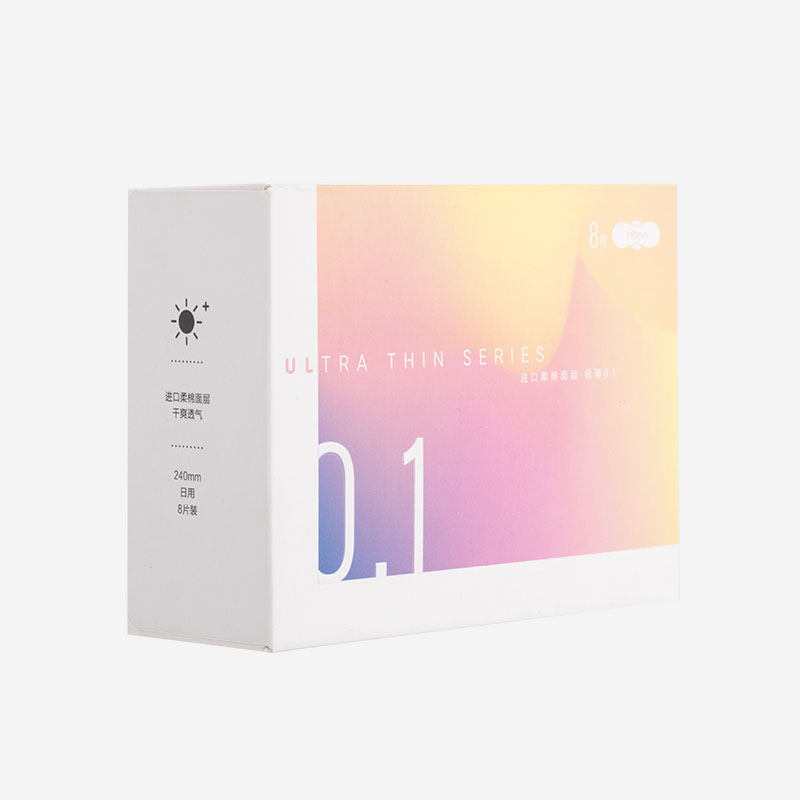 进口柔棉面层
干爽透气
240mm
日用
8片装
8片
240mm
ULTRA THIN SERIES
进口柔棉面层 极薄0.1
0.1